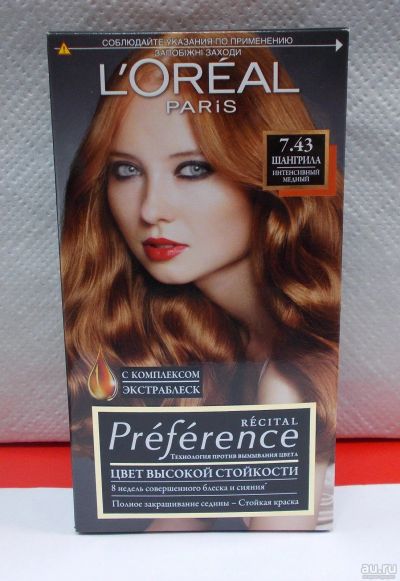 СОБЛЮДАЙТЕ УКАЗАНИЯ ПО ПРИМЕНЕНИЮ
ЗАПОБІЖНІ ЗАХОДИ
L'ORÉAL
PARiS
7.43
ШАНГРИЛА
ИНТЕНСИВНЫЙ
МЕДНЫЙ
С КОМПЛЕКСОМ
ЭКСТРАБЛЕСК
RÉCITAL
Préférence
ТЕХНОЛОГИЯ ПРОТИВ ВЫМЫВАНИЯ ЦВЕТА
ЦВЕТ ВЫСОКОЙ СТОЙКОСТИ
8 недель совершенного блеска и сияния*
Полное закрашивание седины – Стойкая краска
au.ru